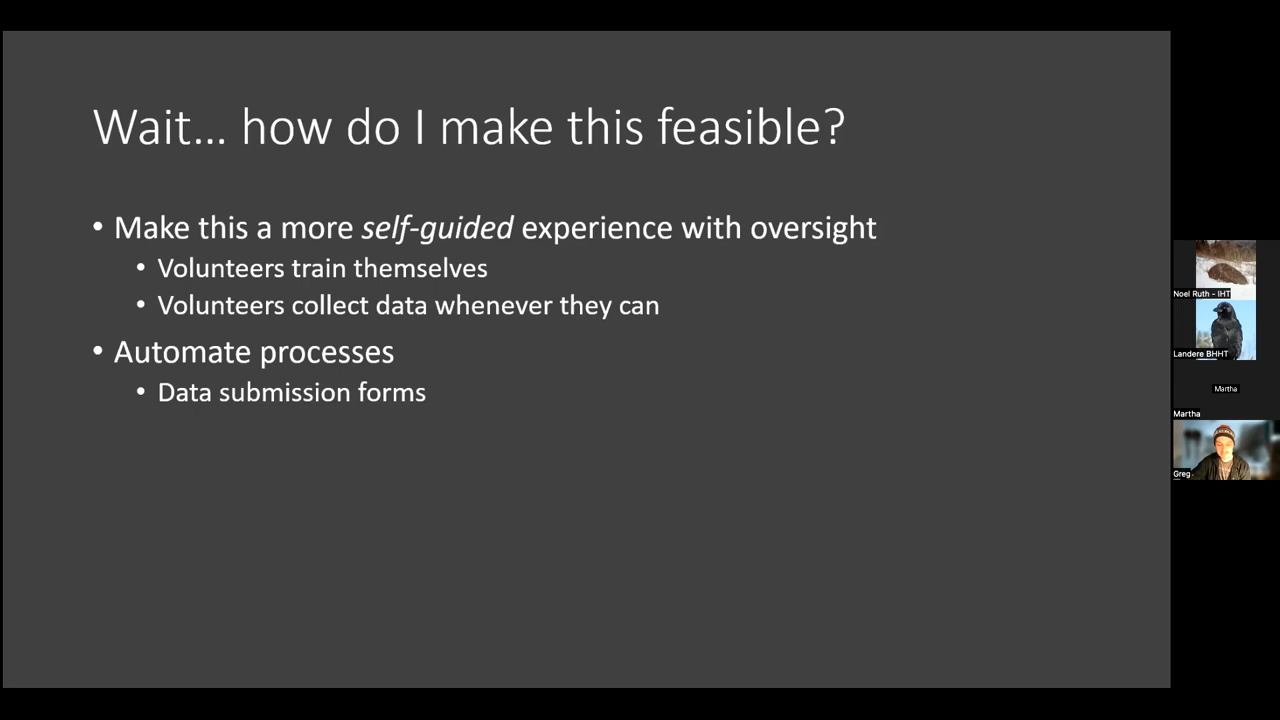 Wait... how do I make this feasible?
• Make this a more self-guided experience with oversight
• Volunteers train themselves
• Volunteers collect data whenever they can
• Automate processes
• Data submission forms
Noel Ruth - IHT
Landere BHHT
Martha
Martha
Greg